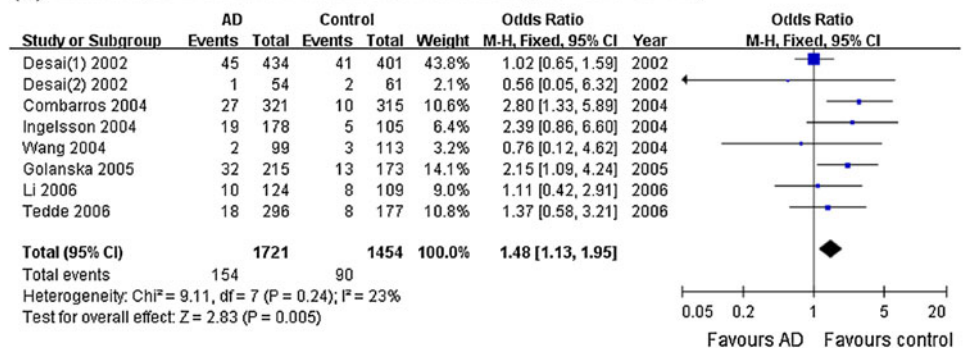 AD Control Odds Ratio Odds Ratio
Study or Subgroup Events Total Events Total Weight M-H, Fixed, 95% CI Year M-H, Fixed, 95% CI
Desai(1) 2002 45 434 41 401 43.8% 1.02 [0.65, 1.59] 2002
Desai(2) 2002 1 54 2 61 2.1% 0.56 [0.05, 6.32] 2002
Combarros 2004 27 321 10 315 10.6% 2.80 [1.33, 5.89] 2004
Ingelsson 2004 19 178 5 105 6.4% 2.39 [0.86, 6.60] 2004
Wang 2004 2 99 3 113 3.2% 0.76 [0.12, 4.62] 2004
Golanska 2005 32 215 13 173 14.1% 2.15 [1.09, 4.24] 2005
Li 2006 10 124 8 109 9.0% 1.11 [0.42, 2.91] 2006
Tedde 2006 18 296 8 177 10.8% 1.37 [0.58, 3.21] 2006
Total (95% CI) 1721 1454 100.0% 1.48 [1.13, 1.95]
Total events 154 90
Heterogeneity: Chi² = 9.11, df = 7 (P = 0.24); I² = 23%
Test for overall effect: Z = 2.83 (P = 0.005)
0.05 0.2 1 5 20
Favours AD Favours control